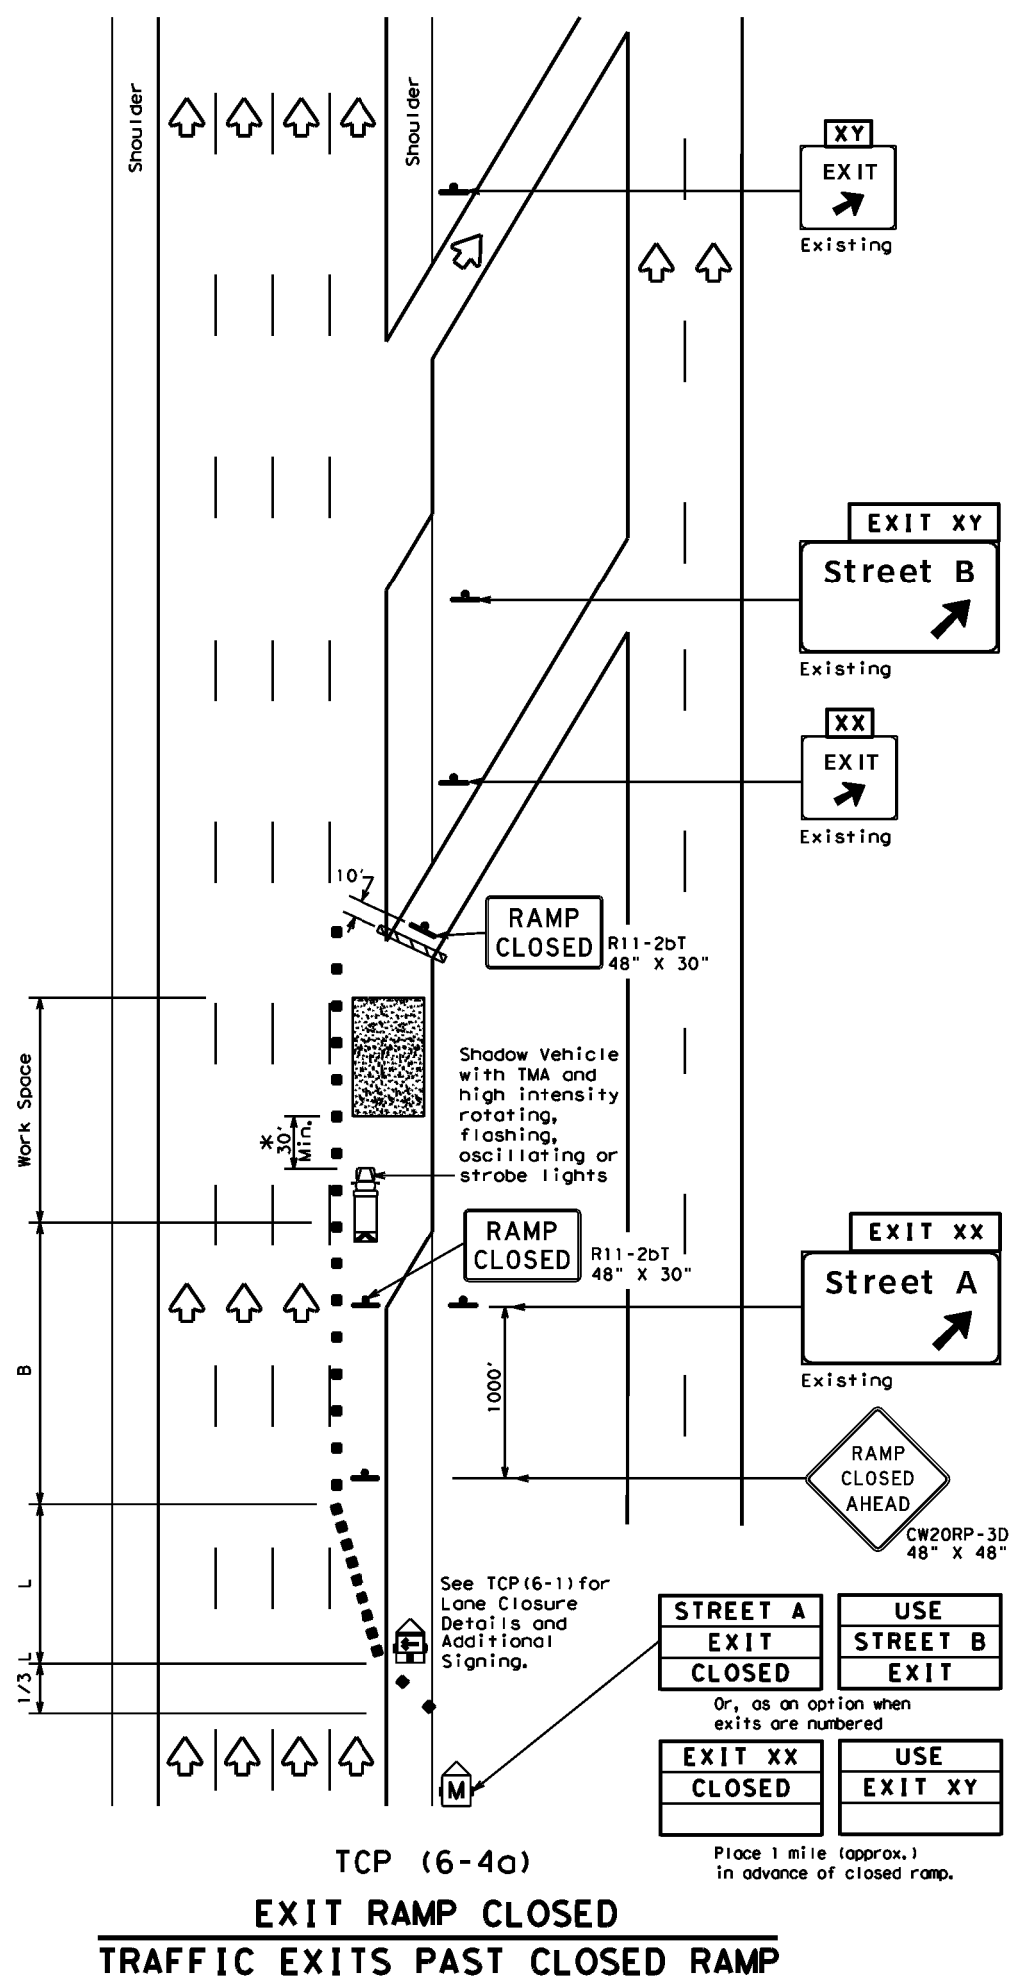 Shoulder
Shoulder
XY
EXIT
Existing
EXIT XY
Street B
Existing
XX
EXIT
Existing
10'
RAMP
CLOSED
R11-2bT
48" X 30"
Work Space
* 30'
Min.
Shadow Vehicle
with TMA and
high intensity
rotating,
flashing,
oscillating or
strobe lights
RAMP
CLOSED
R11-2bT
48" X 30"
EXIT XX
Street A
Existing
B
1000'
RAMP
CLOSED
AHEAD
CW20RP-3D
48" X 48"
L
1/3 L
See TCP(6-1)for
Lane Closure
Details and
Additional
Signing.
STREET A
EXIT
CLOSED
USE
STREET B
EXIT
Or, as an option when
exits are numbered
M
EXIT XX
CLOSED
USE
EXIT XY
Place 1 mile (approx.)
in advance of closed ramp.
TCP (6-4a)
EXIT RAMP CLOSED
TRAFFIC EXITS PAST CLOSED RAMP